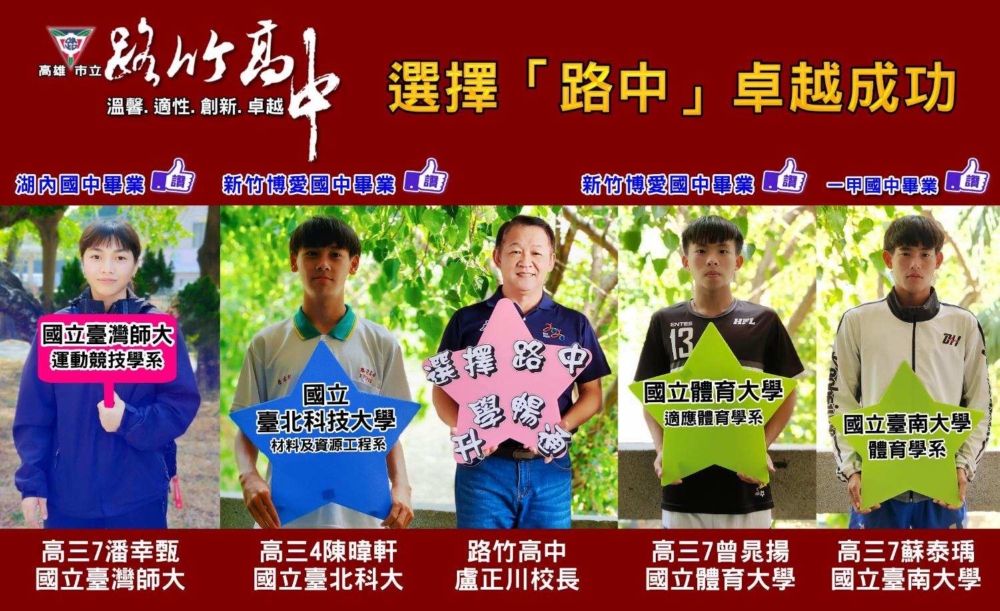 高雄市立
路竹高中
溫馨.適性.創新.卓越
選擇「路中」卓越成功
湖內國中畢業 讚
新竹博愛國中畢業 讚
新竹博愛國中畢業 讚
一甲國中畢業 讚
國立臺灣師大
運動競技學系
國立
臺北科技大學
材料及資源工程系
選擇路中
學暢
ENTES
13
HFL
國立體育大學
適應體育學系
BH
國立臺南大學
體育學系
高三7潘幸甄
國立臺灣師大
高三4陳暐軒
國立臺北科大
路竹高中
盧正川校長
高三7曾晁揚
國立體育大學
高三7蘇泰瑀
國立臺南大學